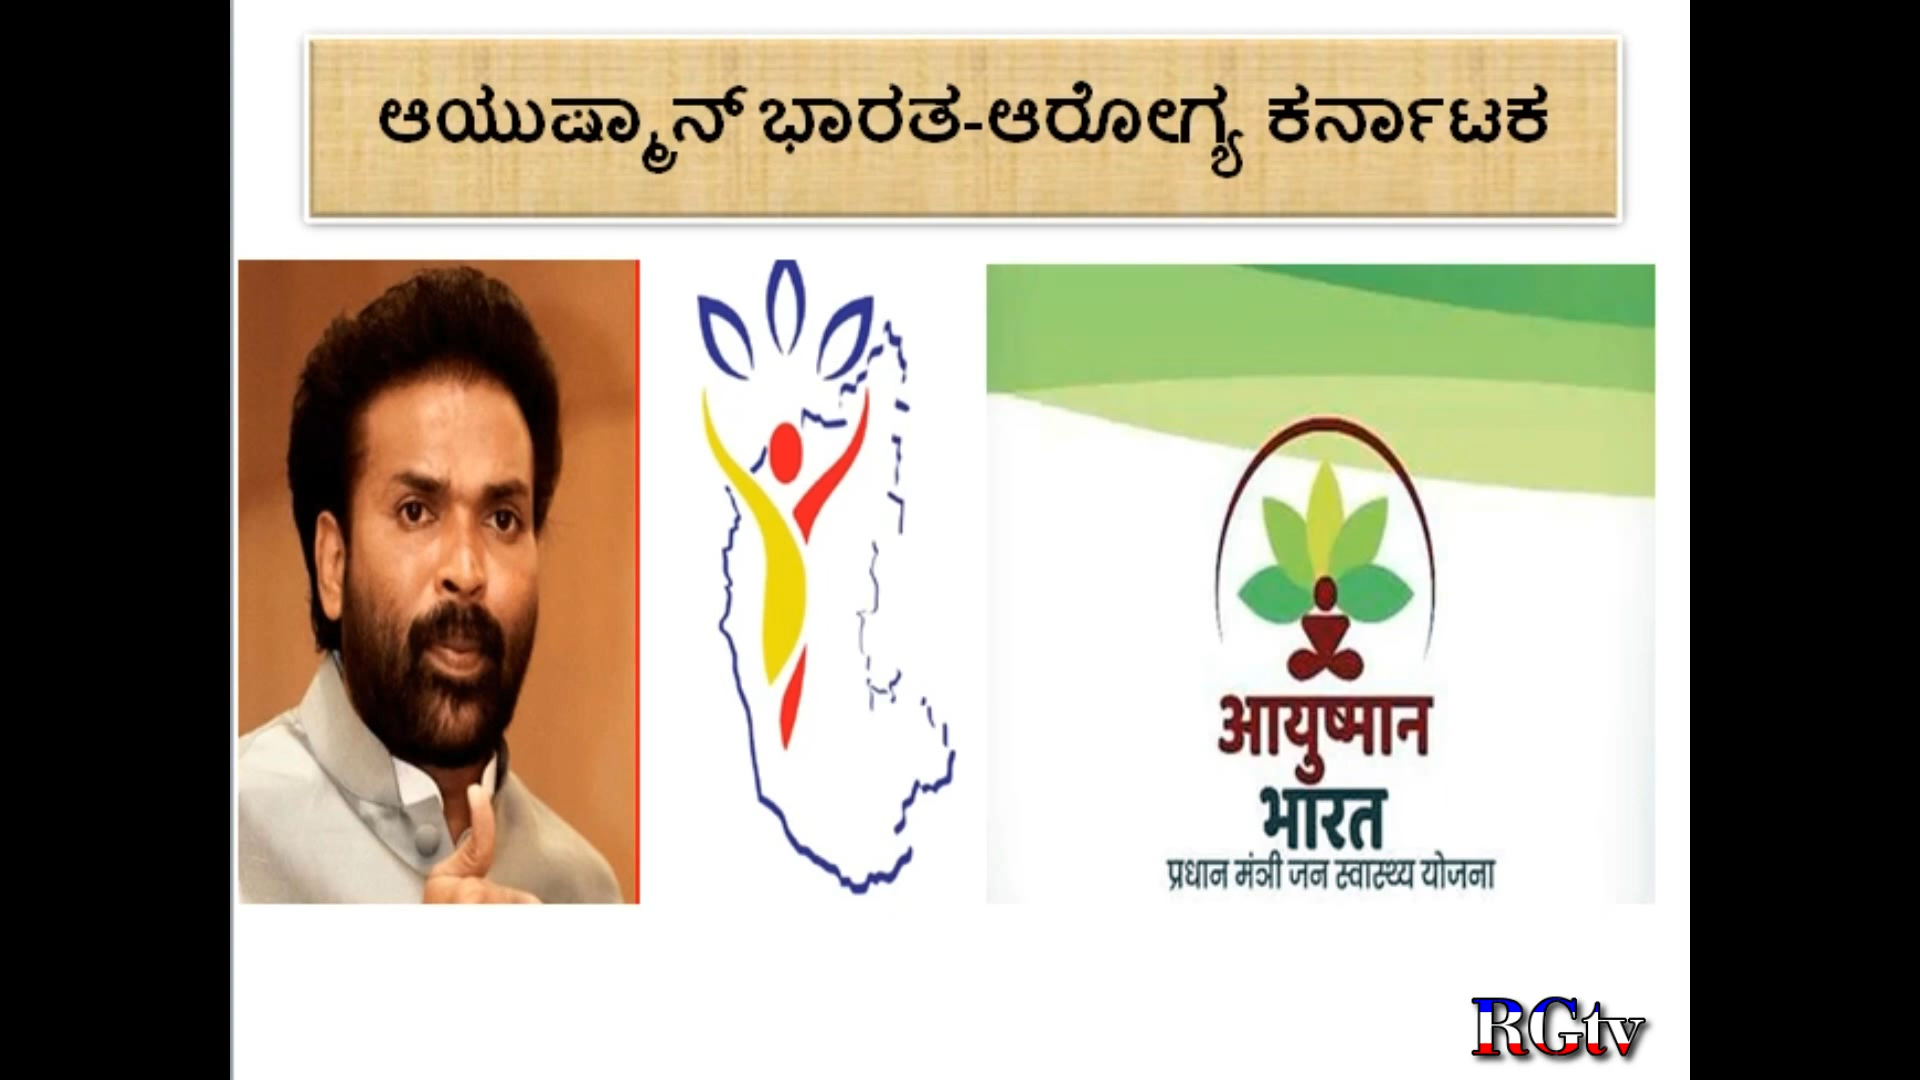 ಆಯುಷ್ಮಾನ್ ಭಾರತ-ಆರೋಗ್ಯ ಕರ್ನಾಟಕ
आयुष्मान
भारत
प्रधान मंत्री जन स्वास्थ्य योजना
RGtv